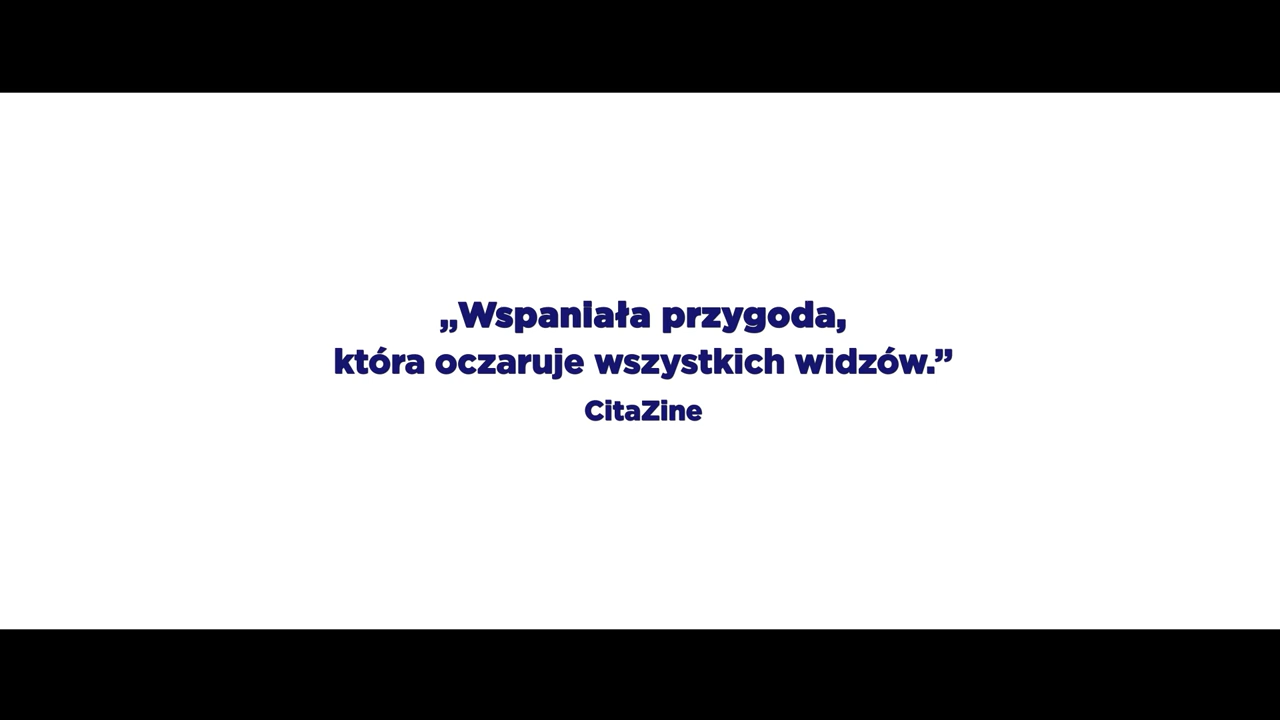 „Wspaniała przygoda,
która oczaruje wszystkich widzów.”
CitaZine